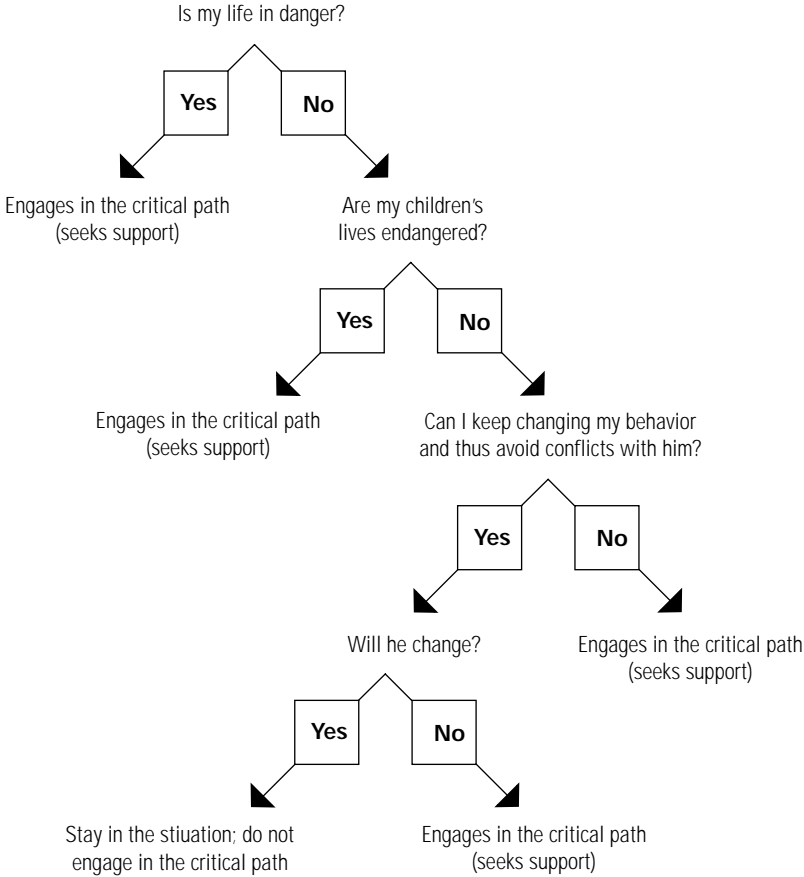 Is my life in danger?
Yes
No
Engages in the critical path
(seeks support)
Are my children's
lives endangered?
Yes
No
Engages in the critical path
(seeks support)
Can I keep changing my behavior
and thus avoid conflicts with him?
Yes
No
Will he change?
Engages in the critical path
(seeks support)
Yes
No
Stay in the stiuation; do not
engage in the critical path
Engages in the critical path
(seeks support)